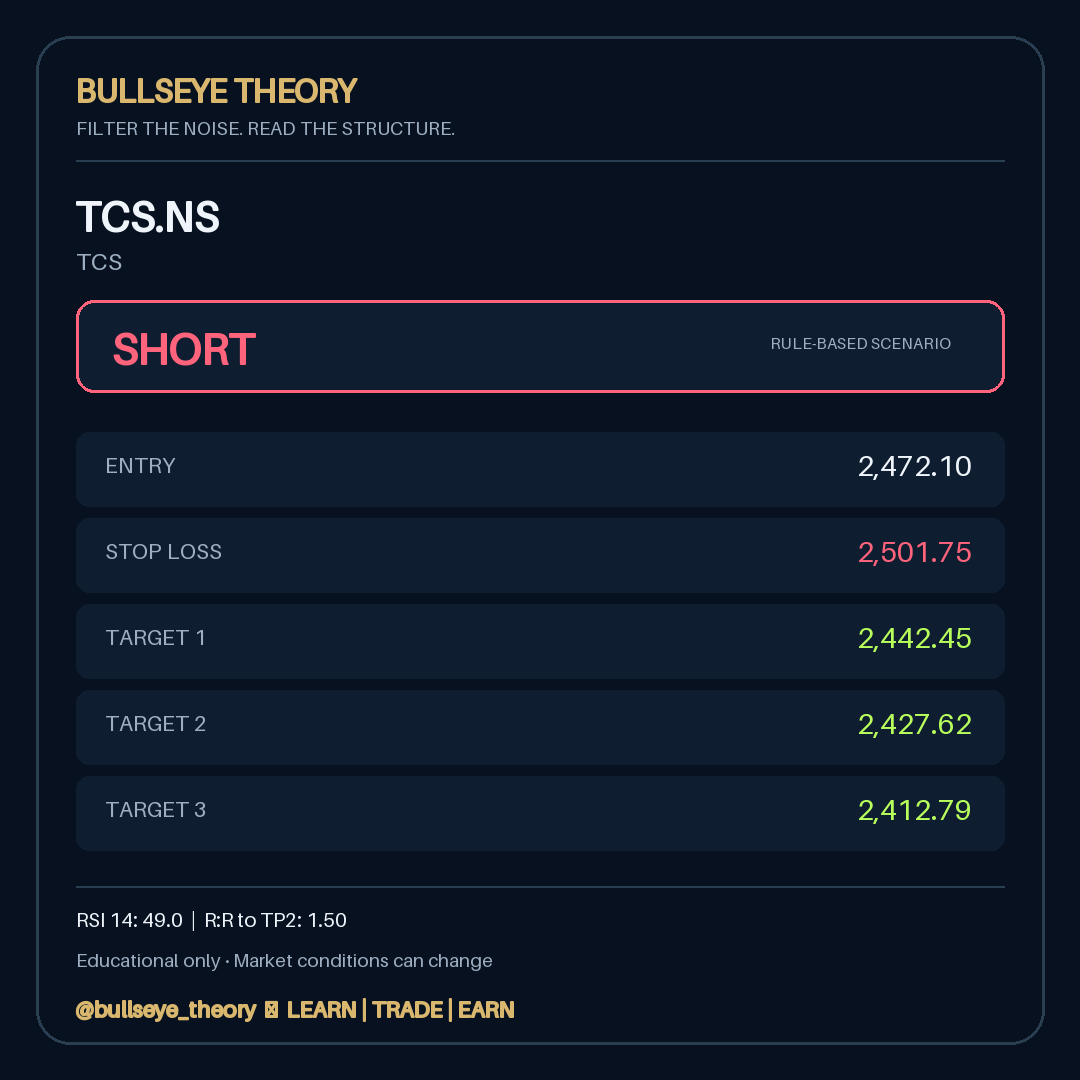 BULLSEYE THEORY
FILTER THE NOISE. READ THE STRUCTURE.
TCS.NS
TCS
SHORT RULE-BASED SCENARIO
ENTRY 2,472.10
STOP LOSS 2,501.75
TARGET 1 2,442.45
TARGET 2 2,427.62
TARGET 3 2,412.79
RSI 14: 49.0 | R:R to TP2: 1.50
Educational only · Market conditions can change
@bullseye_theory LEARN | TRADE | EARN